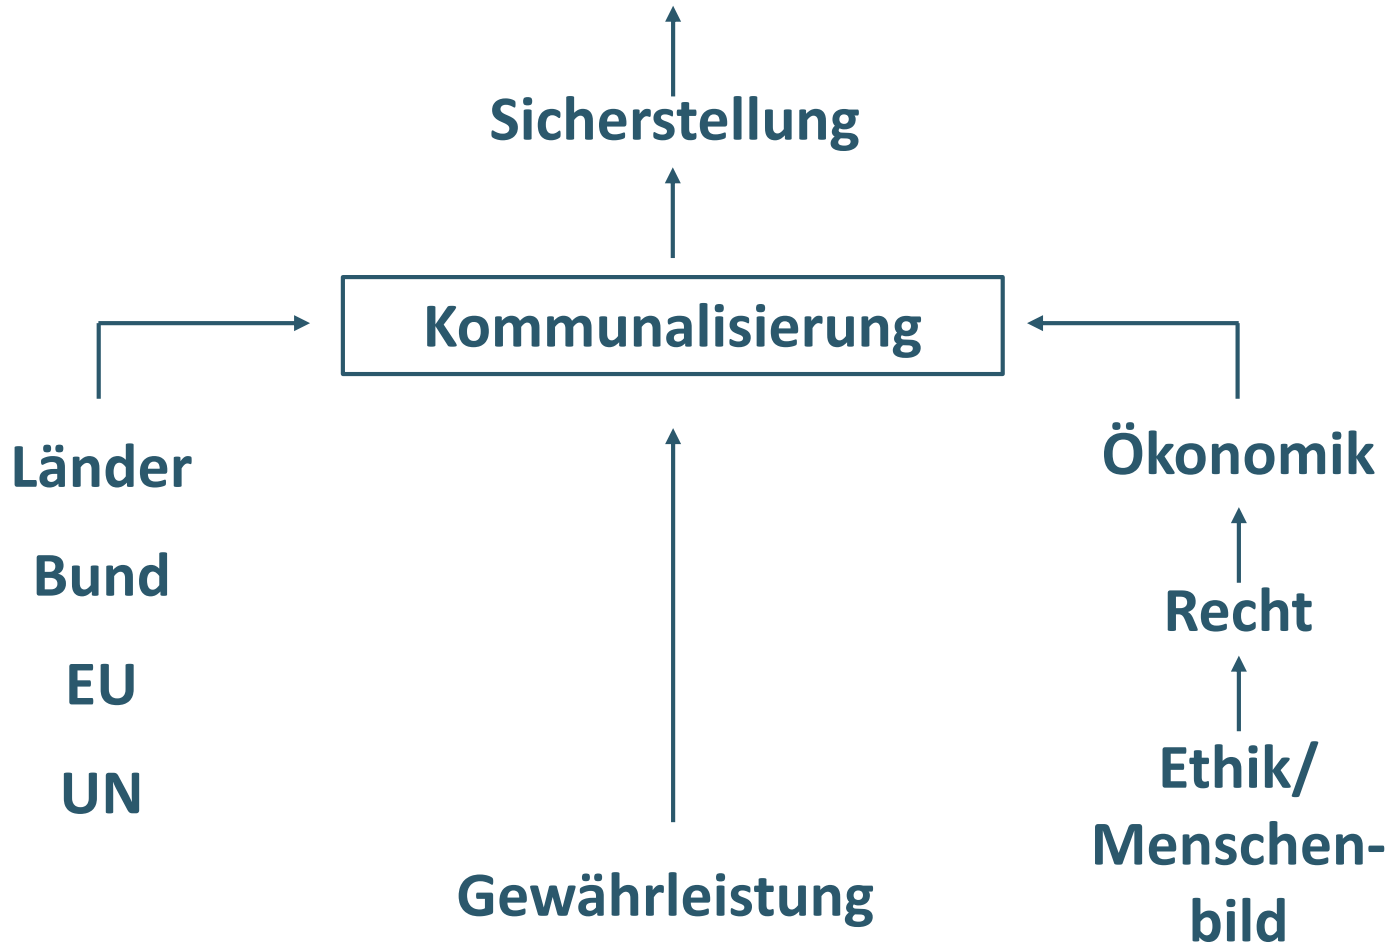 Sicherstellung
Kommunalisierung
Länder
Bund
EU
UN
Gewährleistung
Ökonomik
Recht
Ethik/
Menschen-
bild